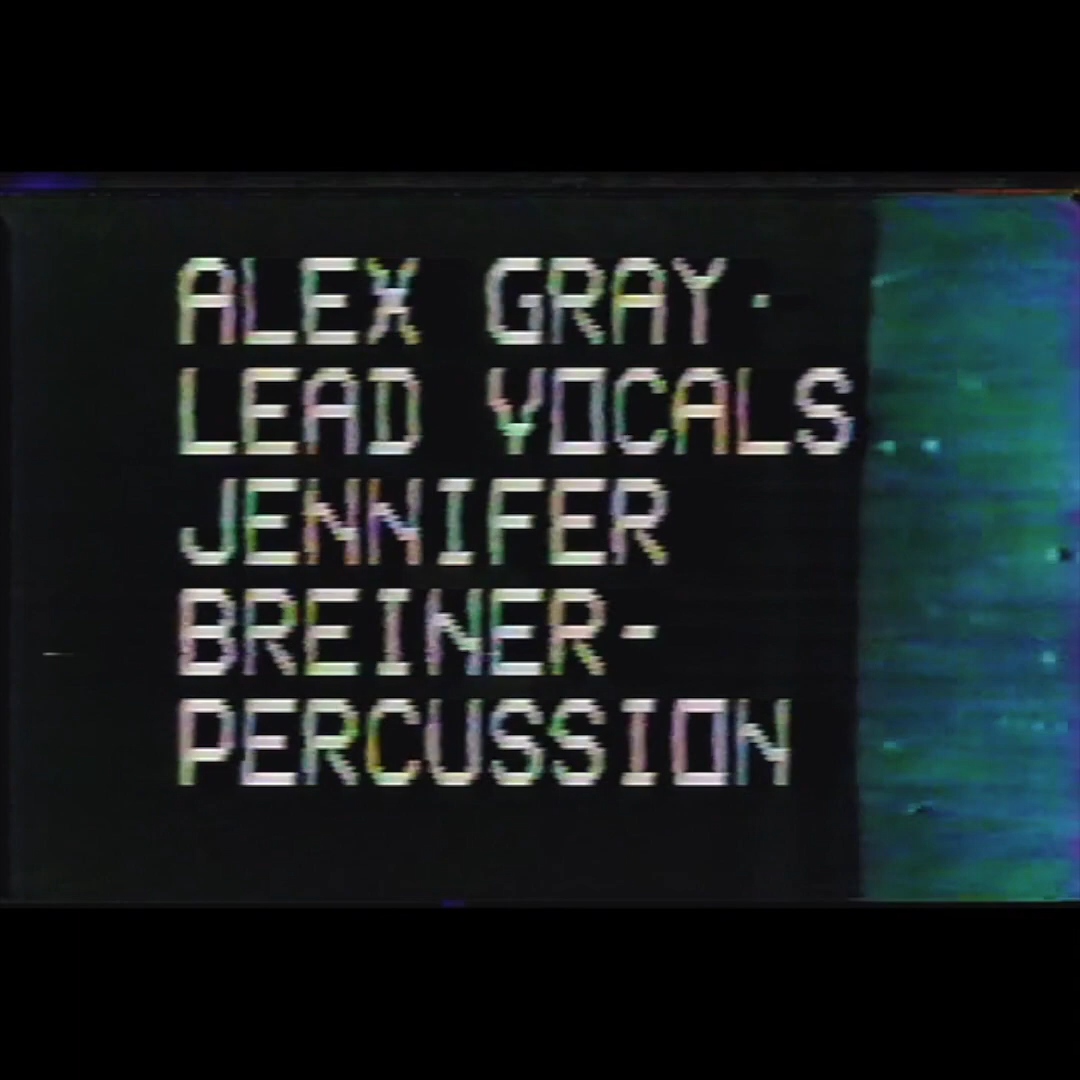 ALEX GRAY·
LEAD VOCALS
JENNIFER
BREINER-
PERCUSSION